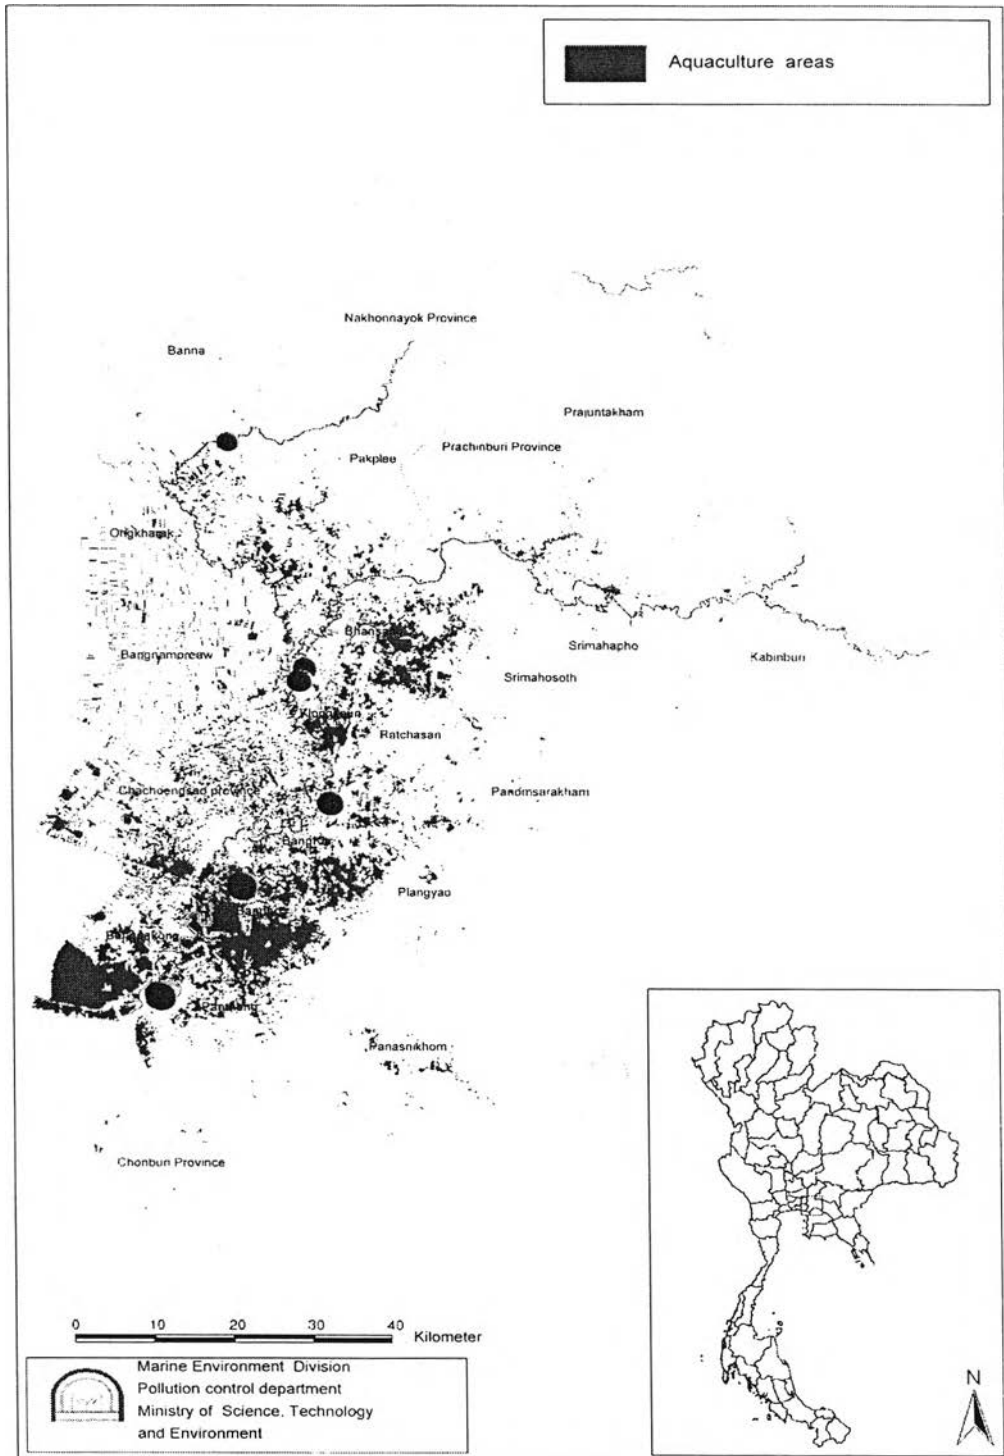 Aquaculture areas
Nakhonnayok Province
Banna
Prajuntakham
Prachinburi Province
Pakplee
Ongkharak
Srimahapho
Bangnampreaw
Kabinburi
Srimahosoth
Ratchasan
Chachoengsao province
Panomsarakham
Plangyao
Panasnikhom
Chonburi Province
0 10 20 30 40
Kilometer
Marine Environment Division
Pollution control department
Ministry of Science, Technology
and Environment
N